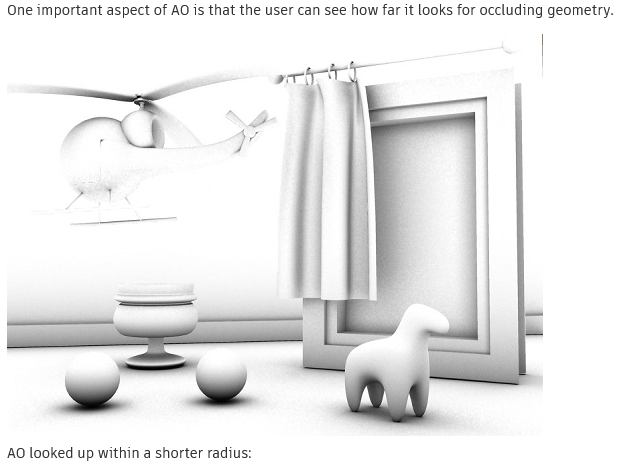 One important aspect of AO is that the user can see how far it looks for occluding geometry.
AO looked up within a shorter radius: